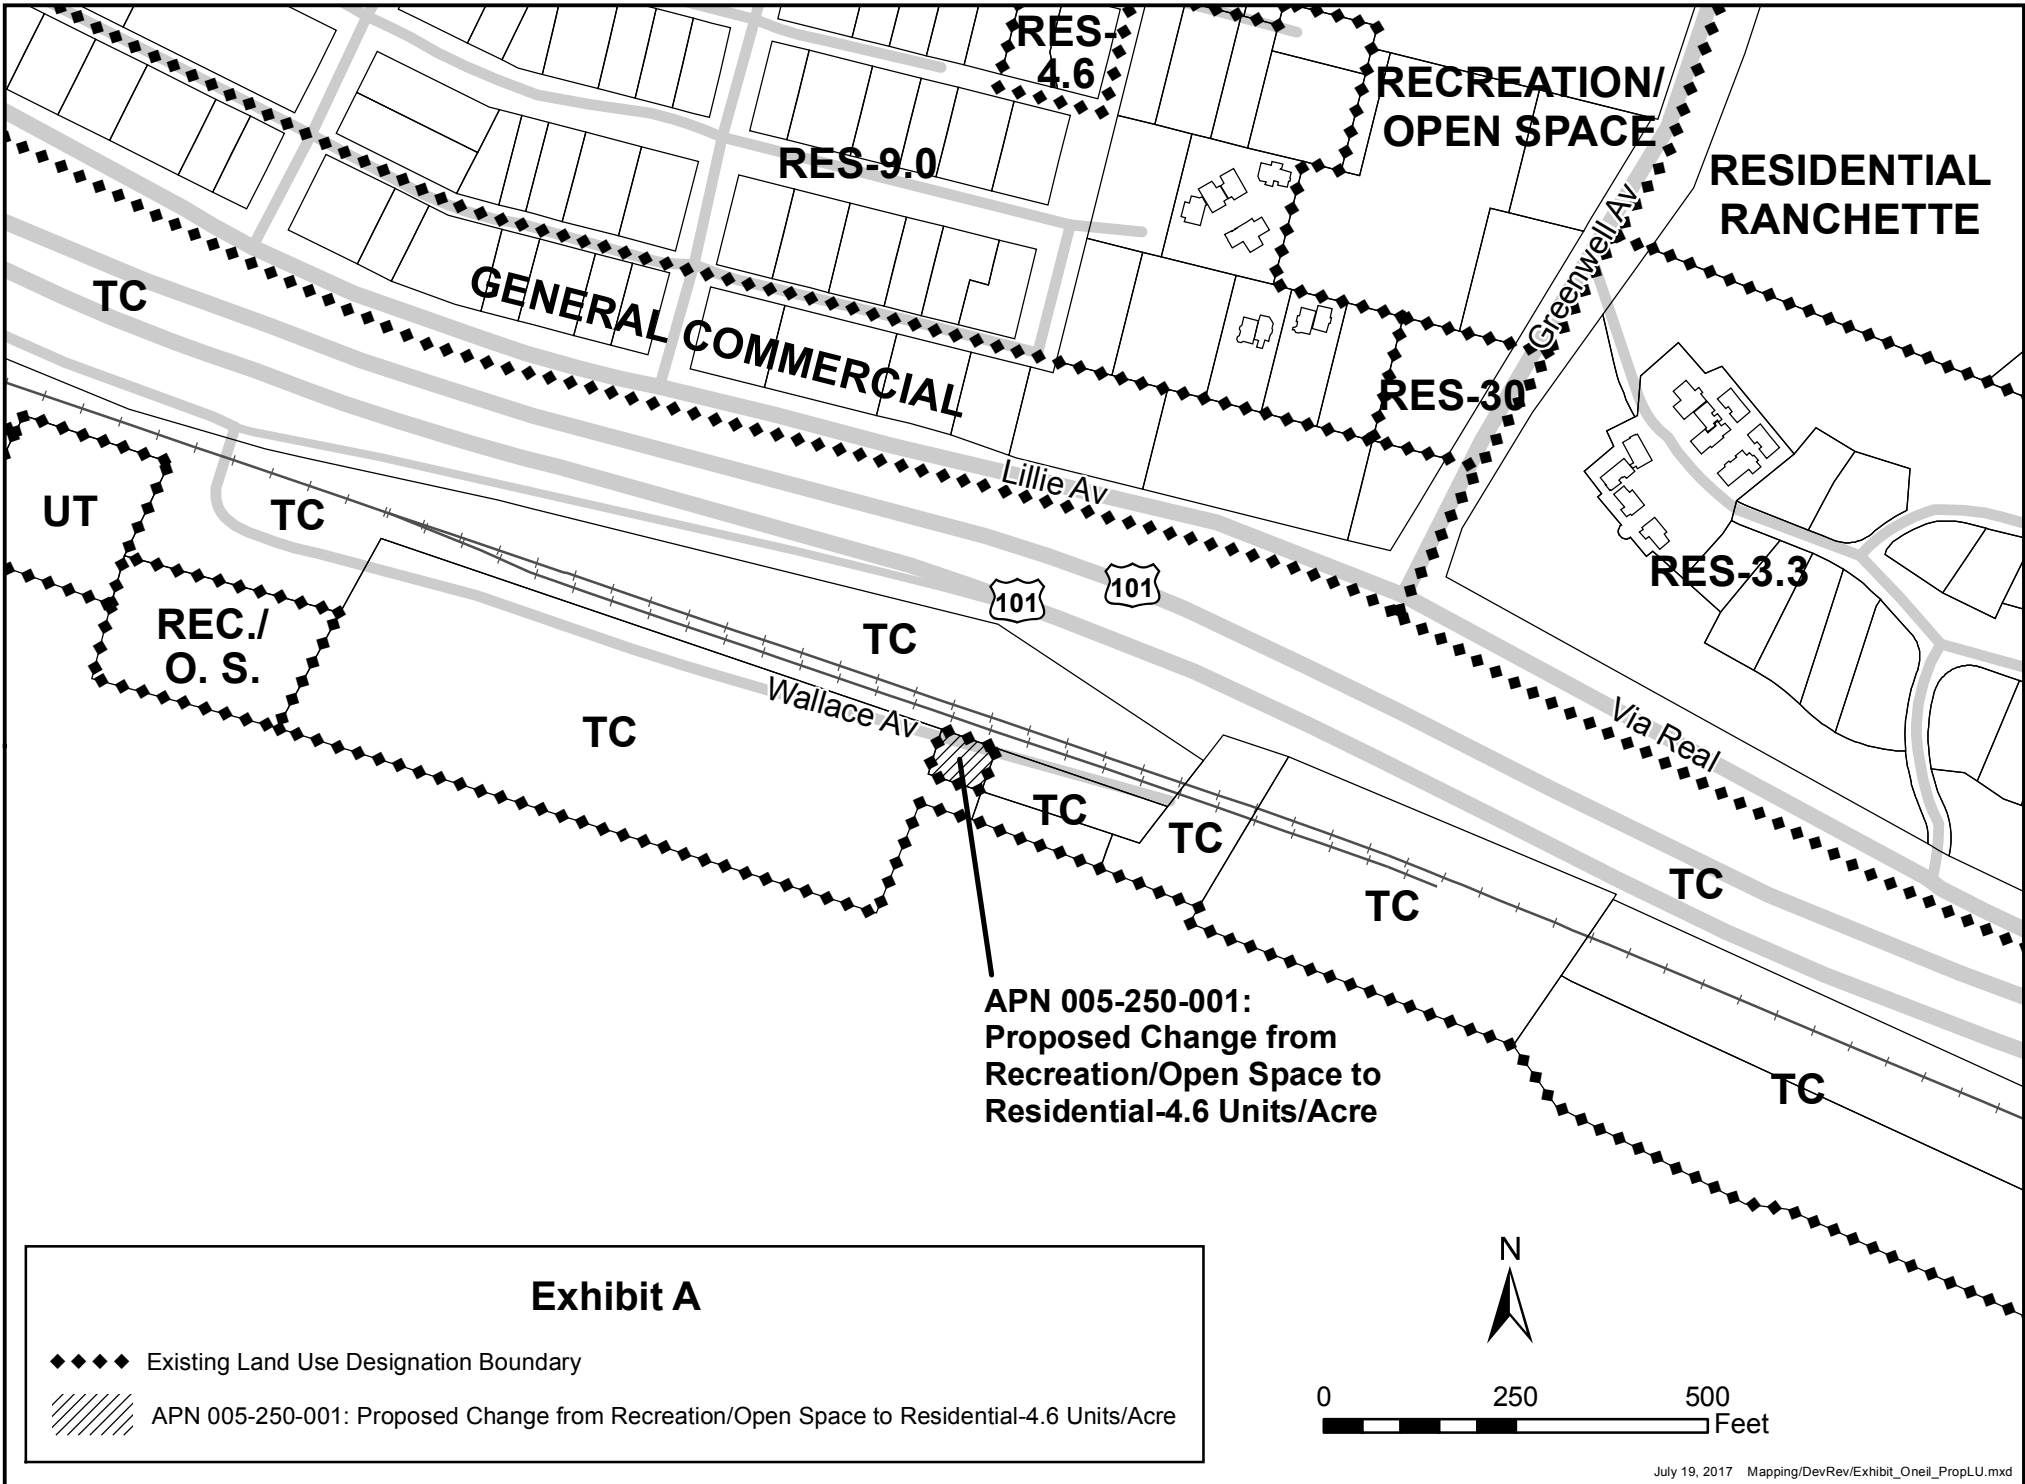 RES-
4.6
RECREATION/
OPEN SPACE
RES-9.0
RESIDENTIAL
RANCHETTE
Greenwell Av
TC
GENERAL COMMERCIAL
RES-30
Lillie Av
UT
TC
RES-3.3
101
101
REC./
O. S.
TC
Wallace Av
TC
Via Real
TC
TC
TC
TC
APN 005-250-001:
Proposed Change from
Recreation/Open Space to
Residential-4.6 Units/Acre
TC
Exhibit A
Existing Land Use Designation Boundary
APN 005-250-001: Proposed Change from Recreation/Open Space to Residential-4.6 Units/Acre
N
0 250 500
Feet
July 19, 2017 Mapping/DevRev/Exhibit_Oneil_PropLU.mxd